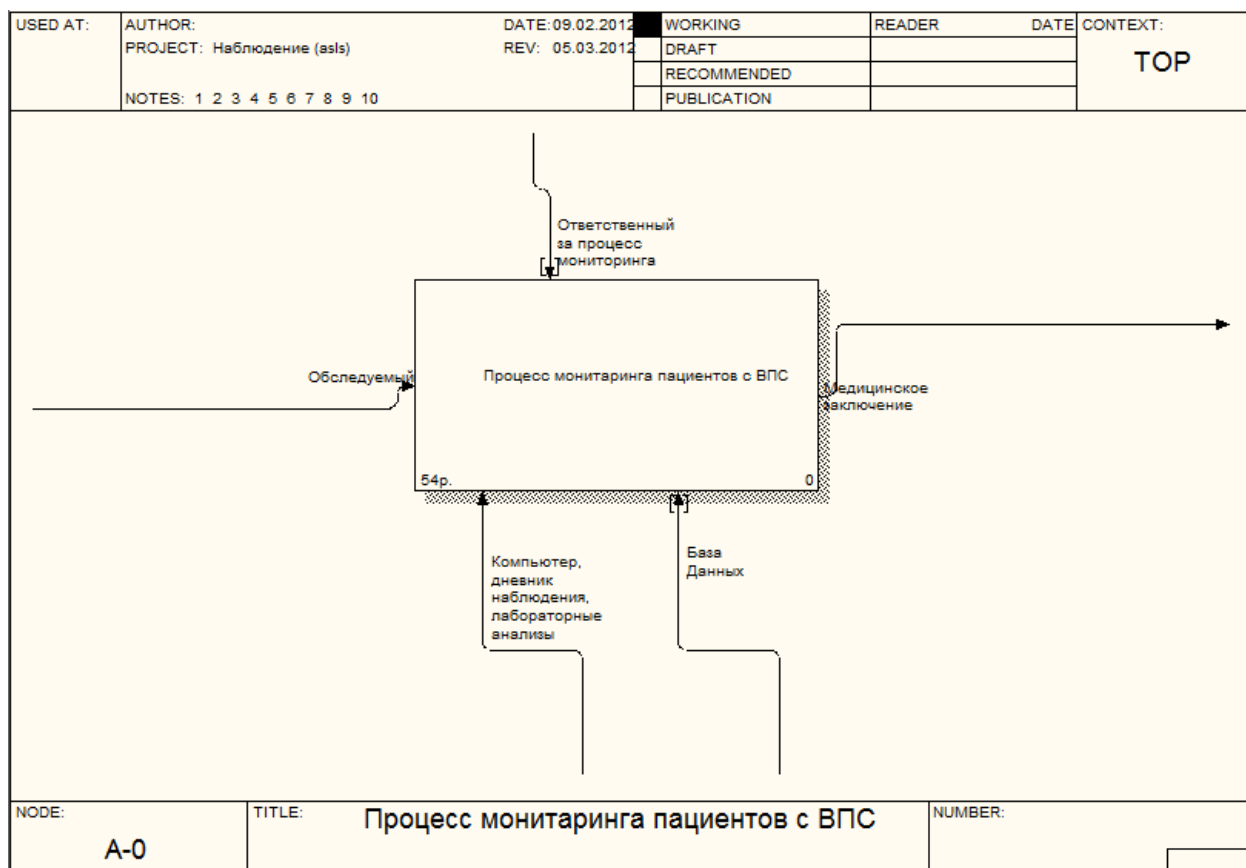 USED AT:
AUTHOR:
DATE: 09.02.2012
WORKING
READER
DATE
CONTEXT:
PROJECT: Наблюдение (asIs)
REV: 05.03.2012
DRAFT
TOP
RECOMMENDED
NOTES: 1 2 3 4 5 6 7 8 9 10
PUBLICATION
Ответственный
за процесс
мониторинга
Обследуемый
Процесс монитаринга пациентов с ВПС
Медицинское
заключение
54р.
0
Компьютер,
дневник
наблюдения,
лабораторные
анализы
База
Данных
NODE:
TITLE:
Процесс монитаринга пациентов с ВПС
NUMBER:
A-0